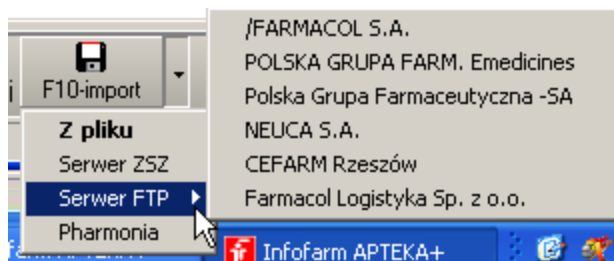 F10-import
Z pliku
Serwer ZSZ
Serwer FTP
Pharmonia
/FARMACOL S.A.
POLSKA GRUPA FARM. Emedicines
Polska Grupa Farmaceutyczna -SA
NEUCA S.A.
CEFARM Rzeszów
Farmacol Logistyka Sp. z o.o.
Infofarm APTEKA+